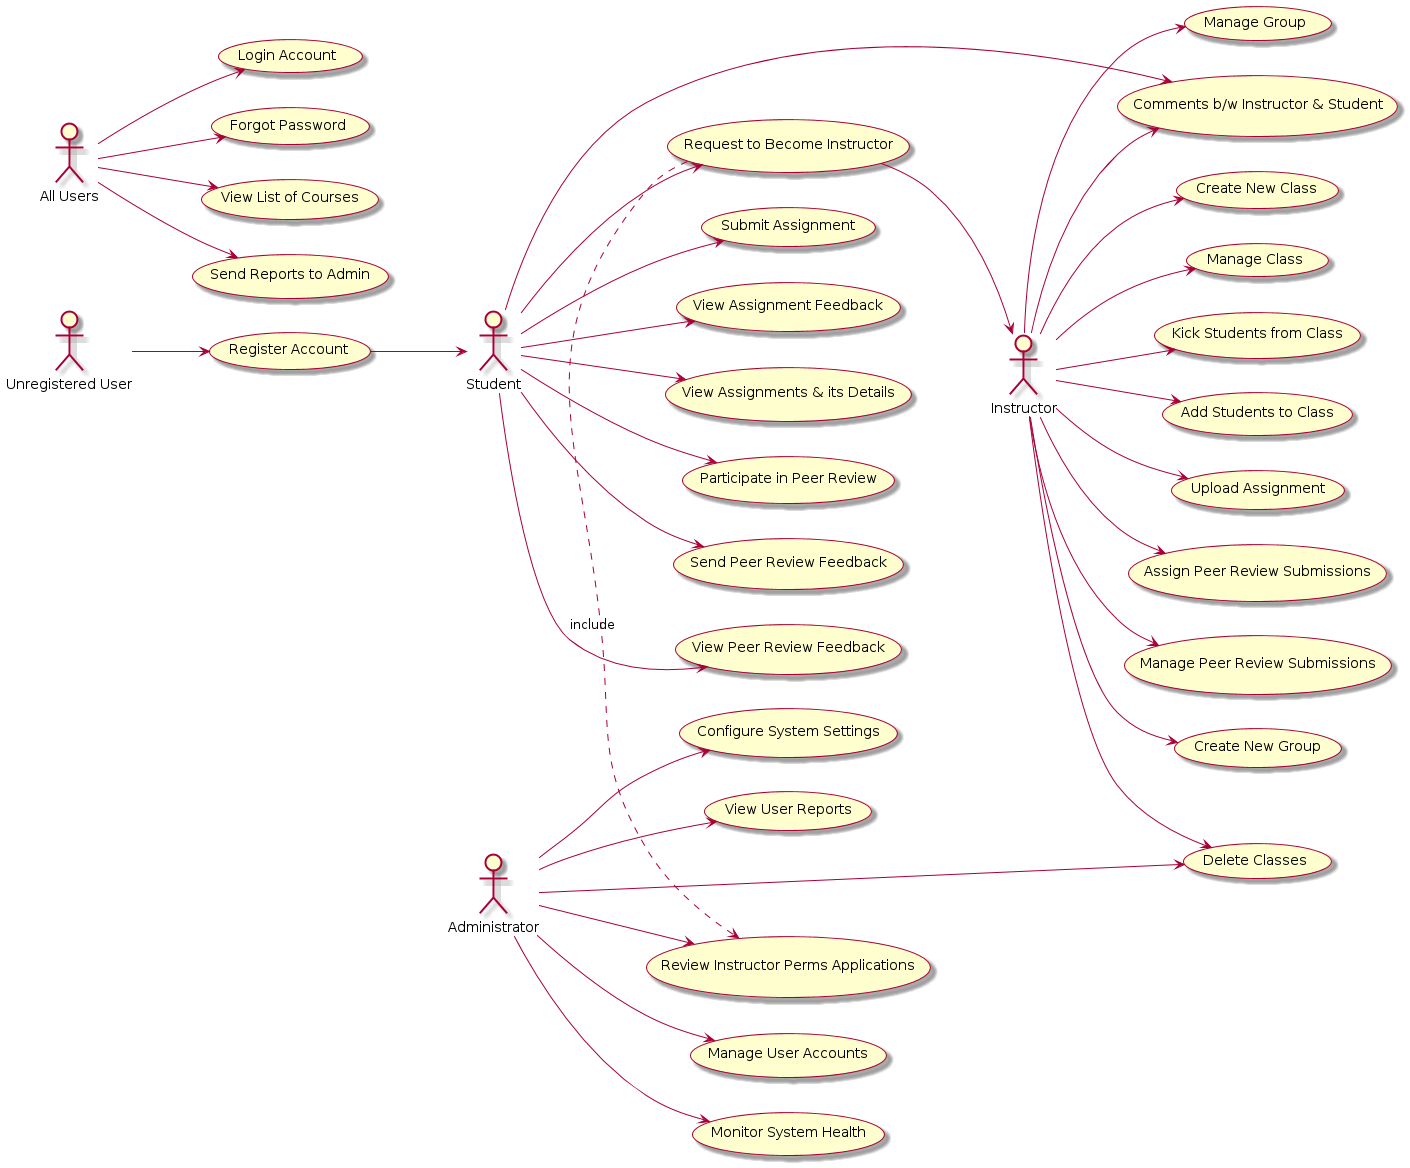 Login Account
Forgot Password
All Users
View List of Courses
Send Reports to Admin
Unregistered User
Register Account
Student
Request to Become Instructor
Submit Assignment
View Assignment Feedback
View Assignments & its Details
Participate in Peer Review
Send Peer Review Feedback
include
View Peer Review Feedback
Configure System Settings
View User Reports
Administrator
Review Instructor Perms Applications
Manage User Accounts
Monitor System Health
Instructor
Manage Group
Comments b/w Instructor & Student
Create New Class
Manage Class
Kick Students from Class
Add Students to Class
Upload Assignment
Assign Peer Review Submissions
Manage Peer Review Submissions
Create New Group
Delete Classes